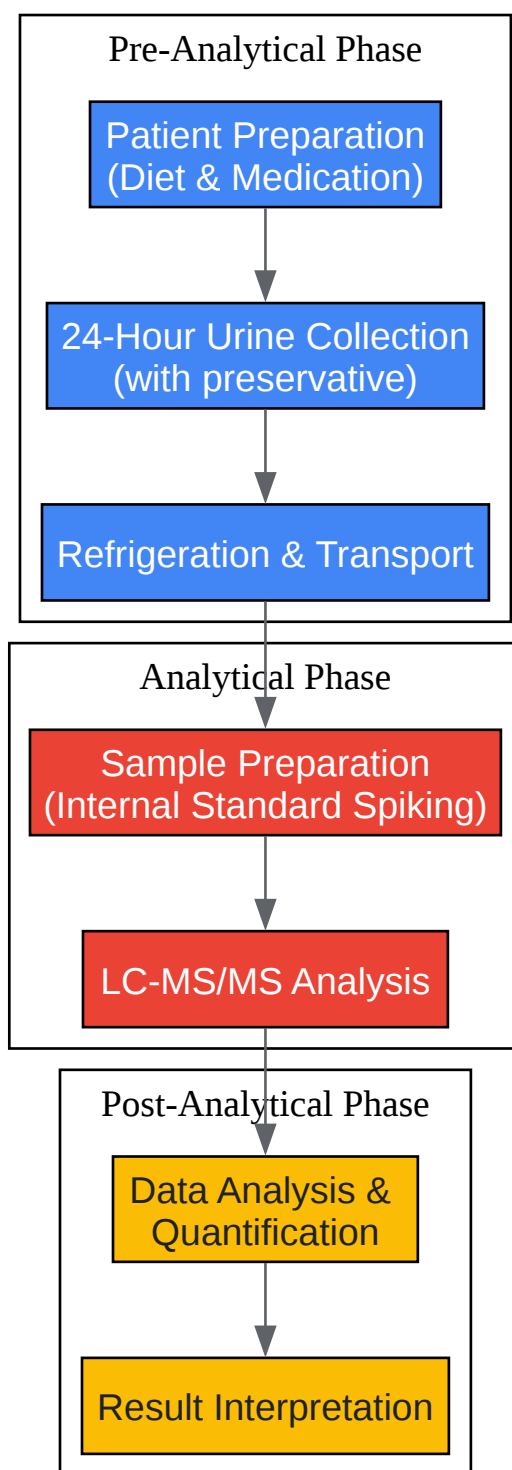 Pre-Analytical Phase
Patient Preparation
(Diet & Medication)
24-Hour Urine Collection
(with preservative)
Refrigeration & Transport
Analytical Phase
Sample Preparation
(Internal Standard Spiking)
LC-MS/MS Analysis
Post-Analytical Phase
Data Analysis &
Quantification
Result Interpretation